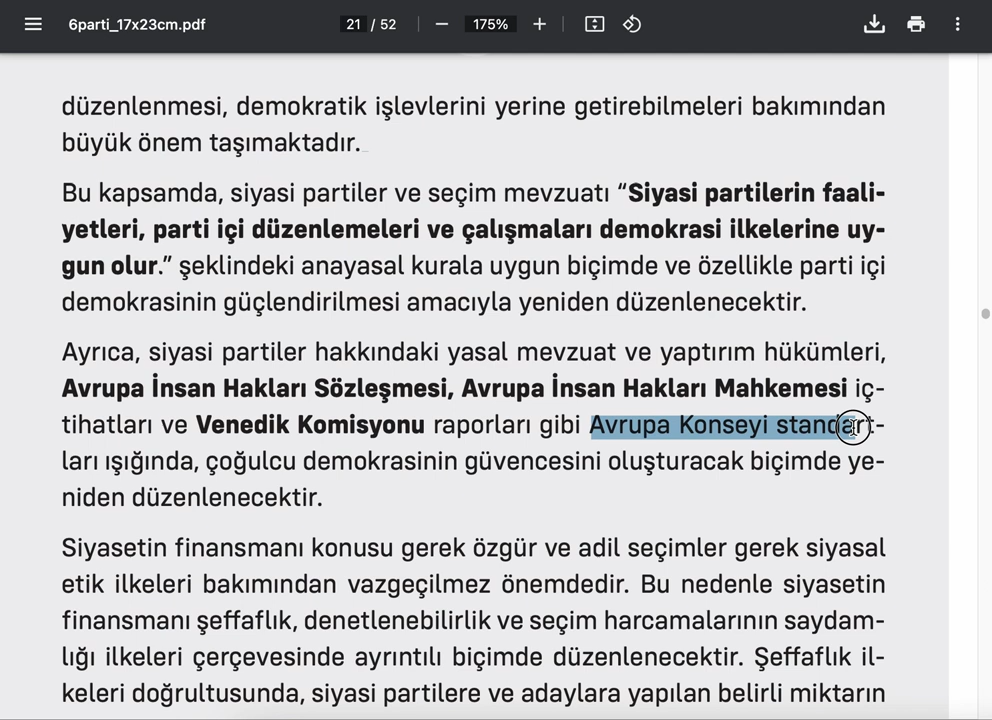 6parti_17x23cm.pdf 21 / 52 175%
düzenlenmesi, demokratik işlevlerini yerine getirebilmeleri bakımından
büyük önem taşımaktadır.
Bu kapsamda, siyasi partiler ve seçim mevzuatı “Siyasi partilerin faali-
yetleri, parti içi düzenlemeleri ve çalışmaları demokrasi ilkelerine uy-
gun olur.” şeklindeki anayasal kurala uygun biçimde ve özellikle parti içi
demokrasinin güçlendirilmesi amacıyla yeniden düzenlenecektir.
Ayrıca, siyasi partiler hakkındaki yasal mevzuat ve yaptırım hükümleri,
Avrupa İnsan Hakları Sözleşmesi, Avrupa İnsan Hakları Mahkemesi iç-
tihatları ve Venedik Komisyonu raporları gibi Avrupa Konseyi standart-
ları ışığında, çoğulcu demokrasinin güvencesini oluşturacak biçimde ye-
niden düzenlenecektir.
Siyasetin finansmanı konusu gerek özgür ve adil seçimler gerek siyasal
etik ilkeleri bakımından vazgeçilmez önemdedir. Bu nedenle siyasetin
finansmanı şeffaflık, denetlenebilirlik ve seçim harcamalarının saydam-
lığı ilkeleri çerçevesinde ayrıntılı biçimde düzenlenecektir. Şeffaflık il-
keleri doğrultusunda, siyasi partilere ve adaylara yapılan belirli miktarın